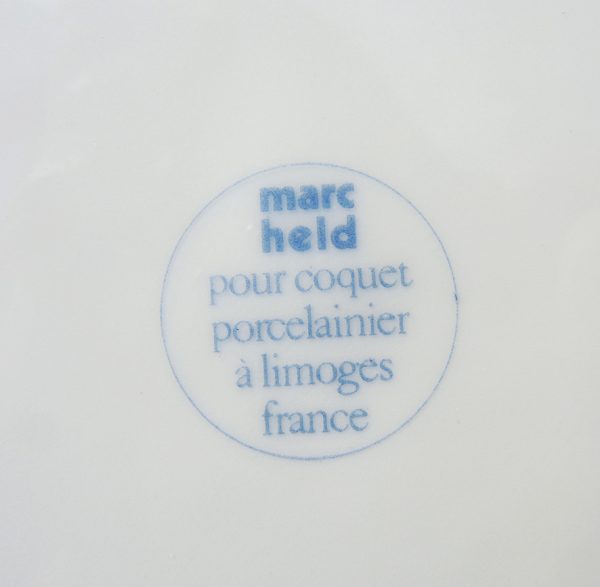 marc
held
pour coquet
porcelainier
à limoges
france